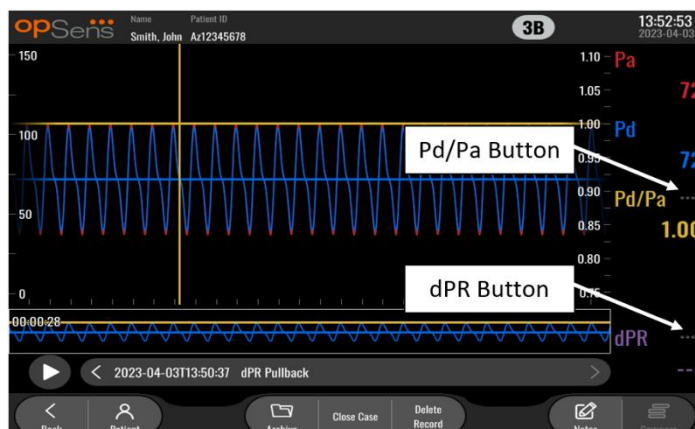 opSens
Name
Patient ID
Smith, John
Az12345678
3B
13:52:53
2023-04-03
150
100
50
0
1.10
1.05
1.00
0.95
0.90
0.85
0.80
0.75
Pa
72
Pd
72
Pd/Pa
---
1.00
dPR
---
--
Pd/Pa Button
dPR Button
00:00:28
< 2023-04-03T13:50:37 dPR Pullback >
Back
Patient
Archive
Close Case
Delete
Record
Notes
Compare